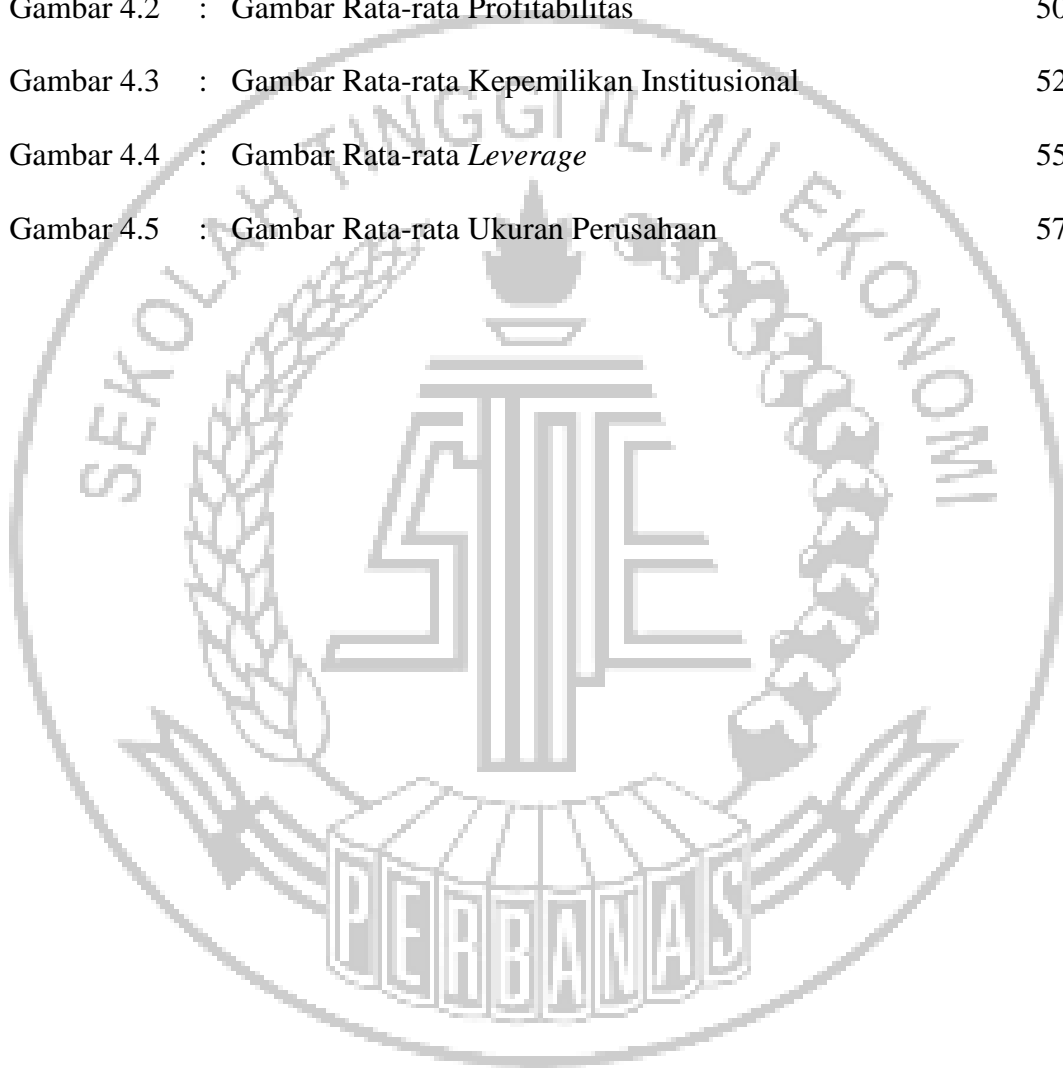 Gambar 4.2 : Gambar Rata-rata Profitabilitas 50
Gambar 4.3 : Gambar Rata-rata Kepemilikan Institusional 52
Gambar 4.4 : Gambar Rata-rata Leverage 55
Gambar 4.5 : Gambar Rata-rata Ukuran Perusahaan 57
SEKOLAH TINGGI ILMU EKONOMI
STIE
PERBANAS